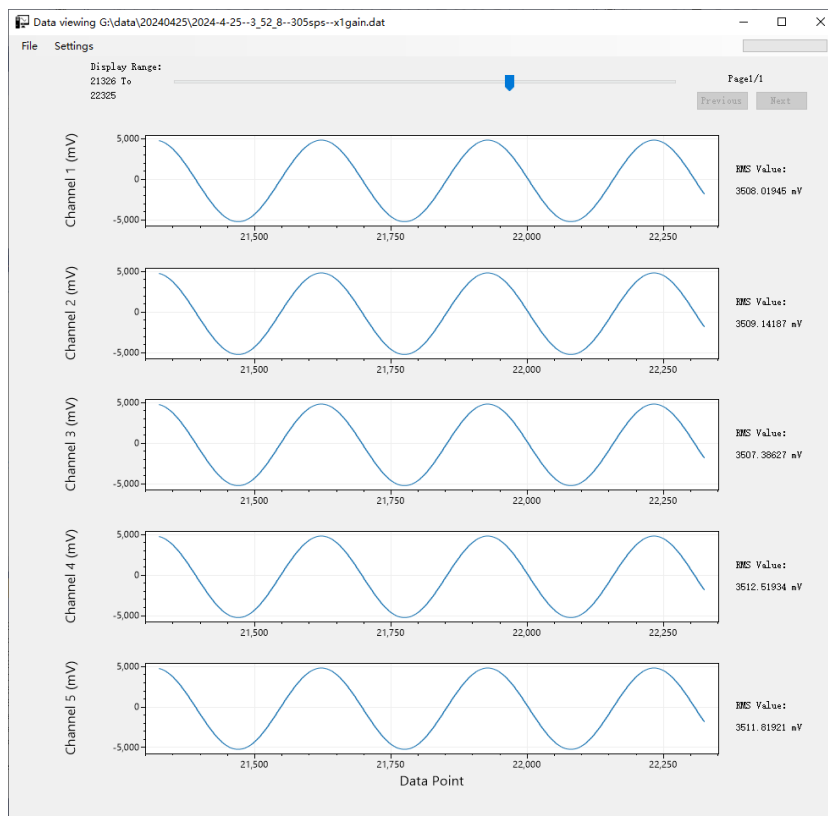 Data viewing G:\data\20240425\2024-4-25--3_52_8--305sps--x1gain.dat
File Settings
Display Range:
21326 To
22325
Page1/1
Previous Next
Channel 1 (mV)
5,000
0
-5,000
21,500 21,750 22,000 22,250
RMS Value:
3508.01945 mV
Channel 2 (mV)
5,000
0
-5,000
21,500 21,750 22,000 22,250
RMS Value:
3509.14187 mV
Channel 3 (mV)
5,000
0
-5,000
21,500 21,750 22,000 22,250
RMS Value:
3507.38627 mV
Channel 4 (mV)
5,000
0
-5,000
21,500 21,750 22,000 22,250
RMS Value:
3512.51934 mV
Channel 5 (mV)
5,000
0
-5,000
21,500 21,750 22,000 22,250
RMS Value:
3511.81921 mV
Data Point